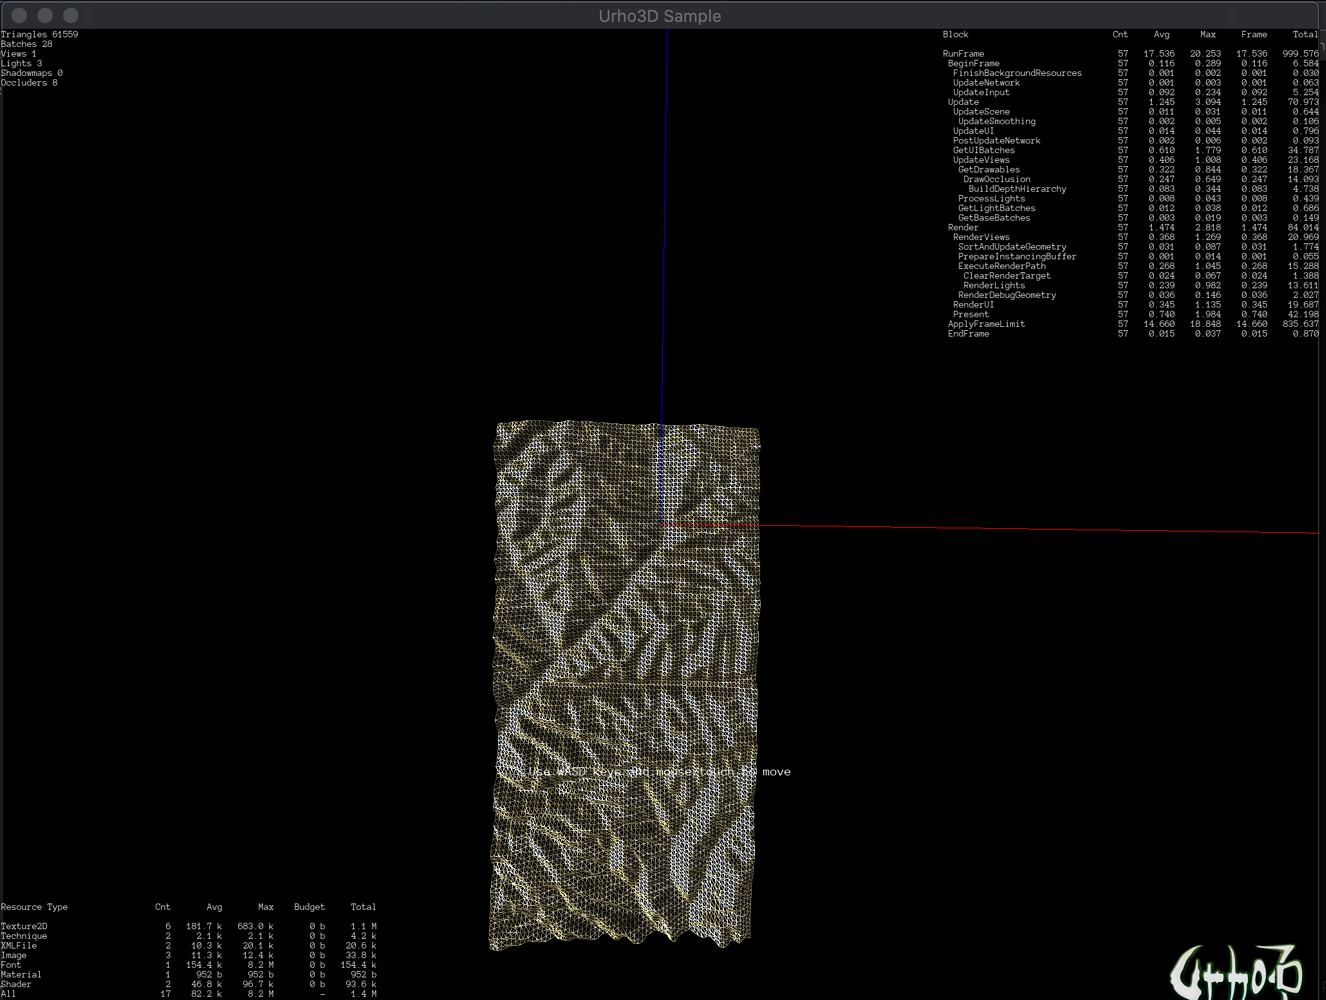 Urho3D Sample
Triangles 61559
Batches 28
Views 1
Lights 3
Shadowmaps 0
Occluders 8
Block Cnt Avg Max Frame Total
RunFrame 57 17.536 20.253 17.536 999.576
BeginFrame 57 0.116 0.289 0.116 6.584
FinishBackgroundResources 57 0.001 0.002 0.001 0.030
UpdateNetwork 57 0.001 0.003 0.001 0.063
UpdateInput 57 0.092 0.234 0.092 5.254
Update 57 1.245 3.094 1.245 70.973
UpdateScene 57 0.011 0.031 0.011 0.644
UpdateSmoothing 57 0.002 0.005 0.002 0.106
UpdateUI 57 0.014 0.044 0.014 0.796
PostUpdateNetwork 57 0.002 0.006 0.002 0.093
GetUIBatches 57 0.610 1.779 0.610 34.787
UpdateViews 57 0.406 1.008 0.406 23.168
GetDrawables 57 0.322 0.844 0.322 18.367
DrawOcclusion 57 0.247 0.649 0.247 14.093
BuildDepthHierarchy 57 0.083 0.344 0.083 4.738
ProcessLights 57 0.008 0.043 0.008 0.439
GetLightBatches 57 0.012 0.038 0.012 0.686
GetBaseBatches 57 0.003 0.019 0.003 0.149
Render 57 1.474 2.818 1.474 84.014
RenderViews 57 0.368 1.269 0.368 20.969
SortAndUpdateGeometry 57 0.031 0.087 0.031 1.774
PrepareInstancingBuffer 57 0.001 0.014 0.001 0.055
ExecuteRenderPath 57 0.268 1.045 0.268 15.288
ClearRenderTarget 57 0.024 0.067 0.024 1.388
RenderLights 57 0.239 0.982 0.239 13.611
RenderDebugGeometry 57 0.036 0.146 0.036 2.027
RenderUI 57 0.345 1.135 0.345 19.687
Present 57 0.740 1.984 0.740 42.198
ApplyFrameLimit 57 14.660 18.848 14.660 835.637
EndFrame 57 0.015 0.037 0.015 0.870
Use WASD keys and mouse/touch to move
Resource Type Cnt Avg Max Budget Total
Texture2D 6 181.7 k 683.0 k 0 b 1.1 M
Technique 2 2.1 k 2.1 k 0 b 4.2 k
XMLFile 2 10.3 k 20.1 k 0 b 20.6 k
Image 3 11.3 k 12.4 k 0 b 33.8 k
Font 1 154.4 k 8.2 M 0 b 154.4 k
Material 1 952 b 952 b 0 b 952 b
Shader 2 46.8 k 96.7 k 0 b 93.6 k
All 17 82.2 k 8.2 M - 1.4 M
Urho